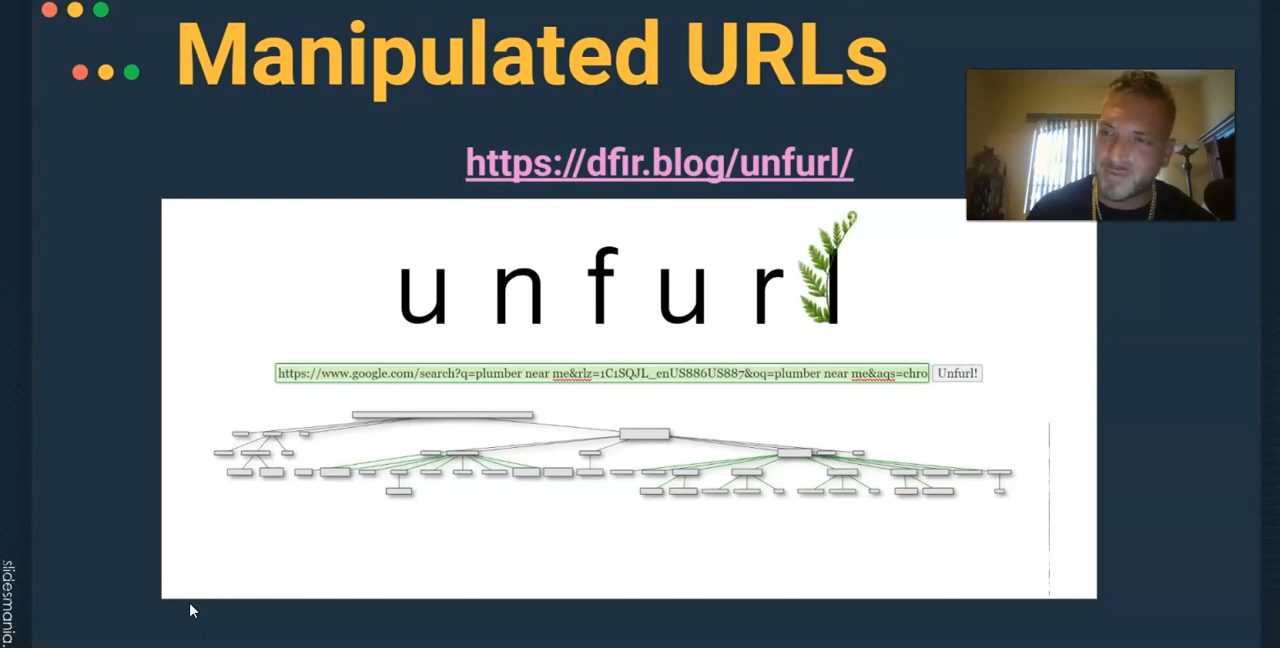 Manipulated URLs
https://dfir.blog/unfurl/
unfurl
https://www.google.com/search?q=plumber near me&rlz=1C1SQJL_enUS886US887&oq=plumber near me&aqs=chro
Unfurl!
slidesmania.